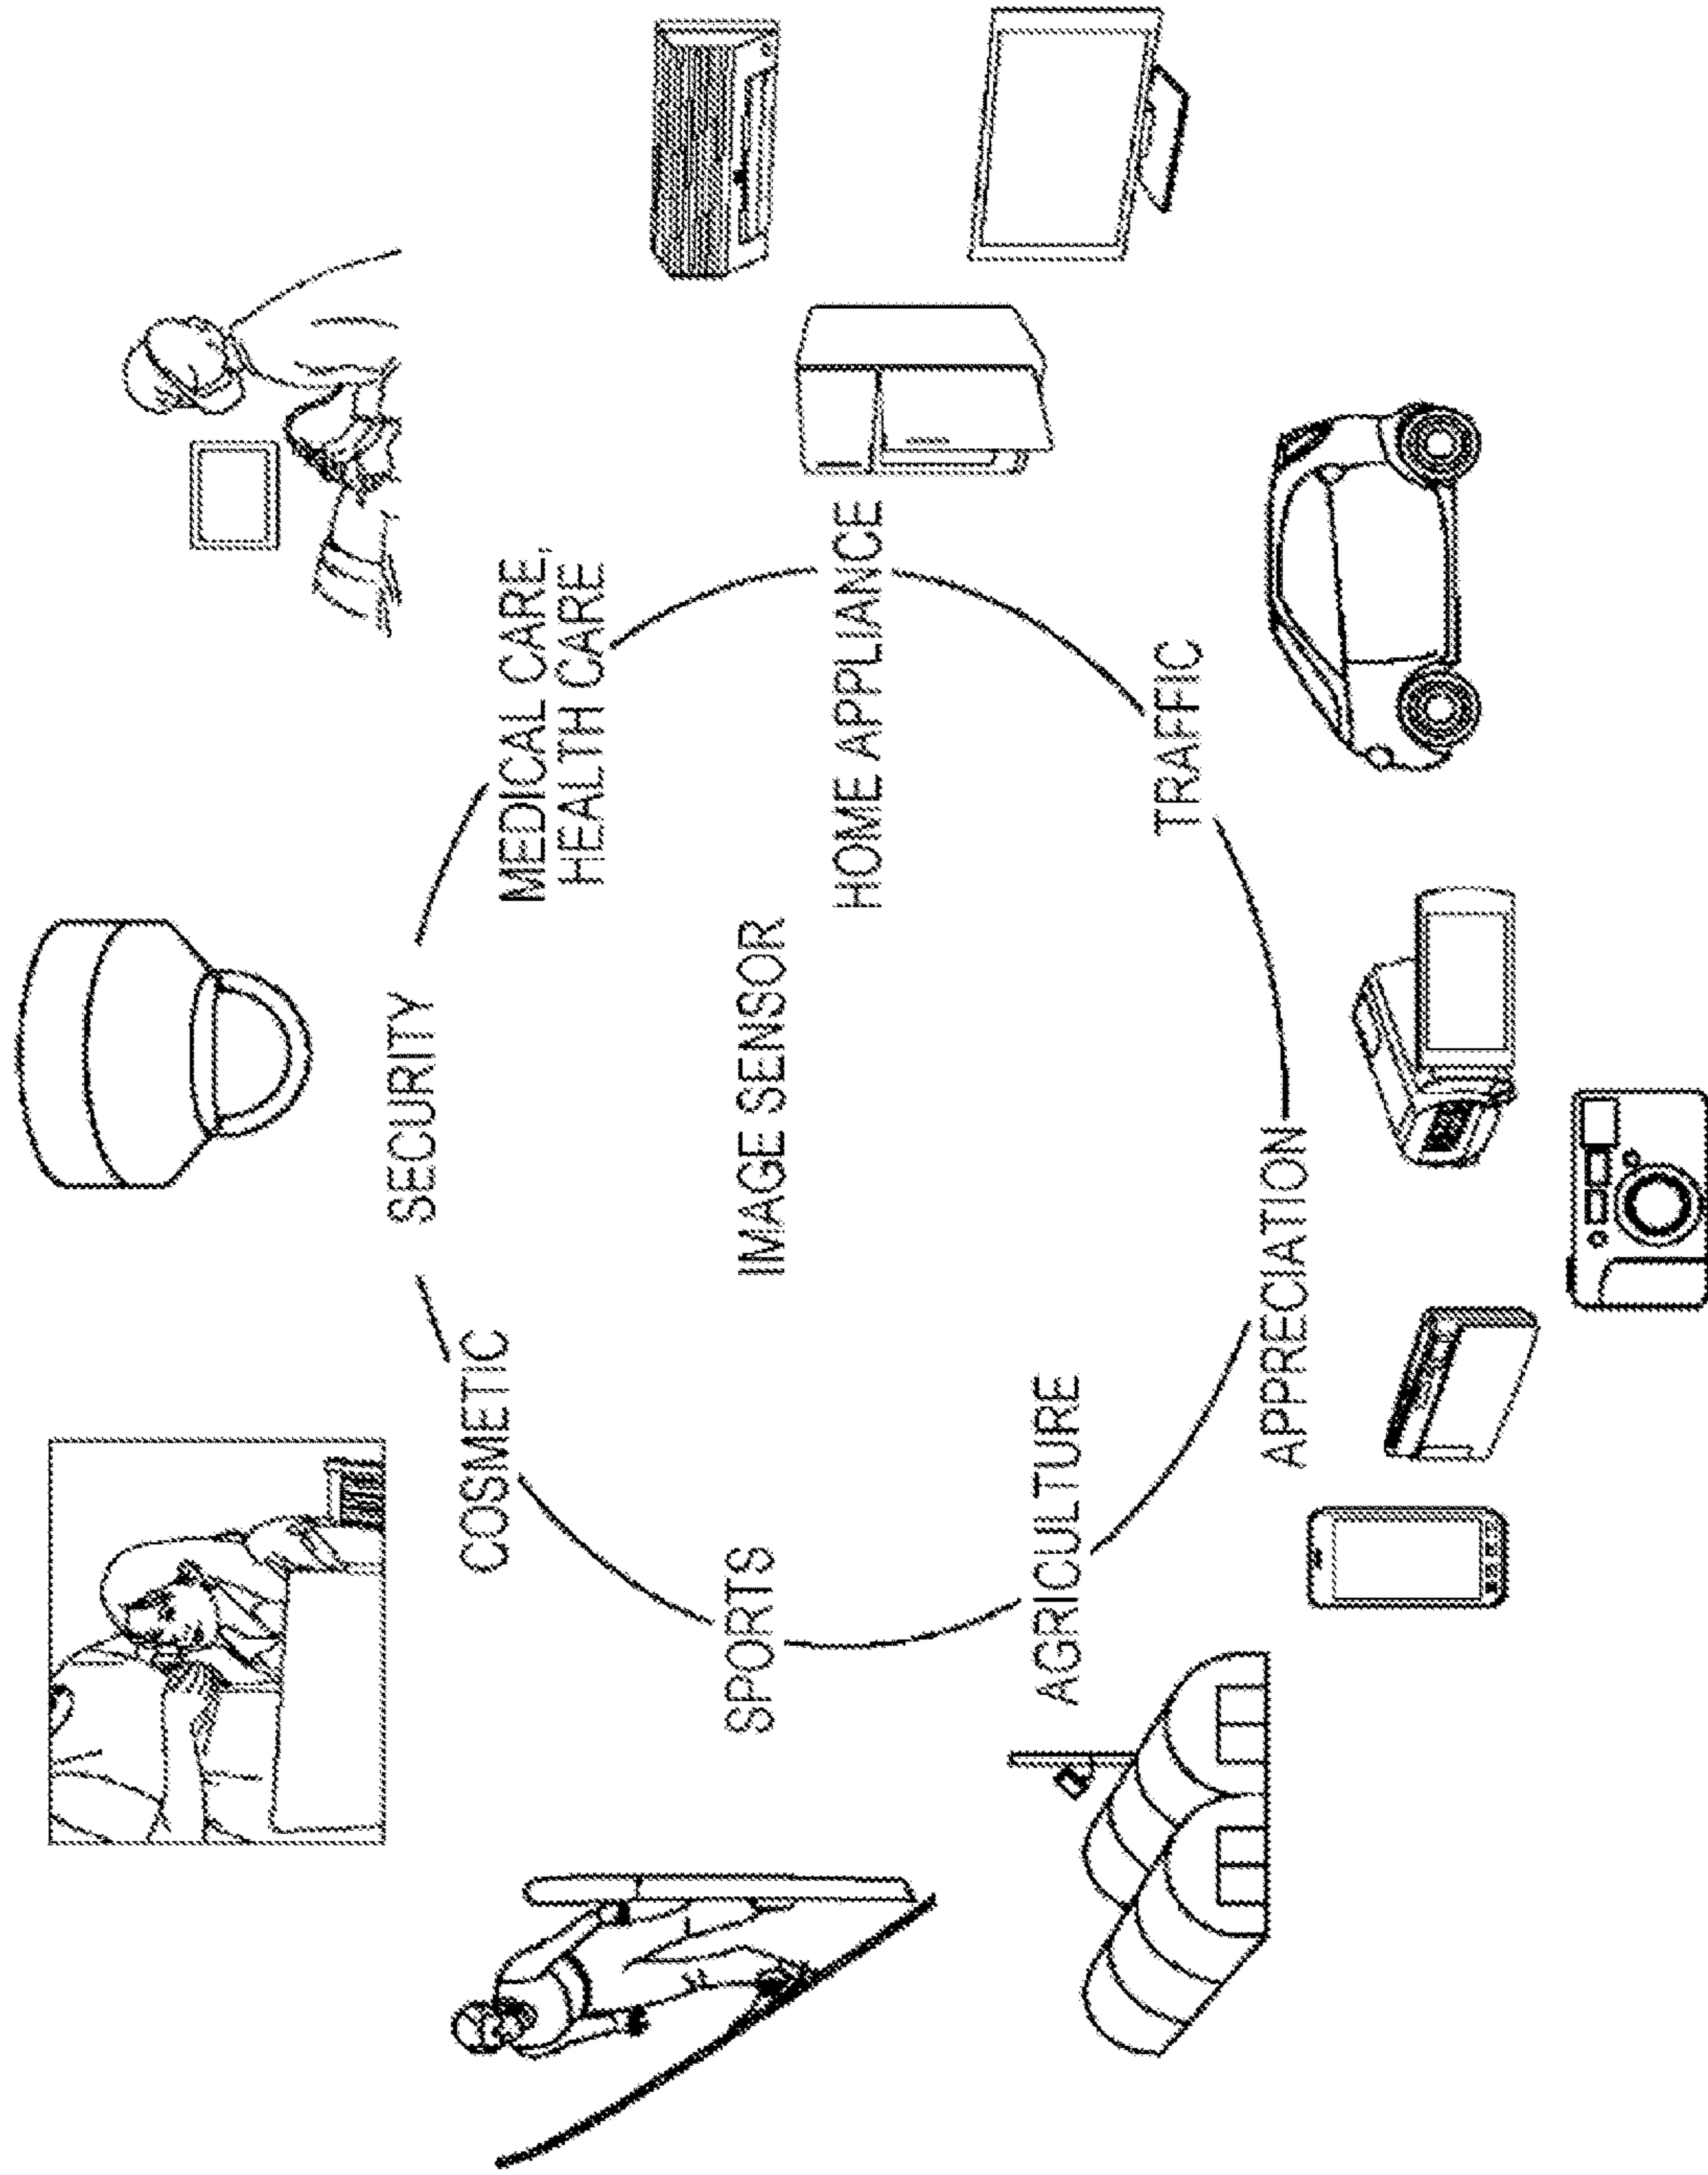 SECURITY
COSMETIC
MEDICAL CARE,
HEALTH CARE
SPORTS
IMAGE SENSOR
HOME APPLIANCE
AGRICULTURE
TRAFFIC
APPRECIATION